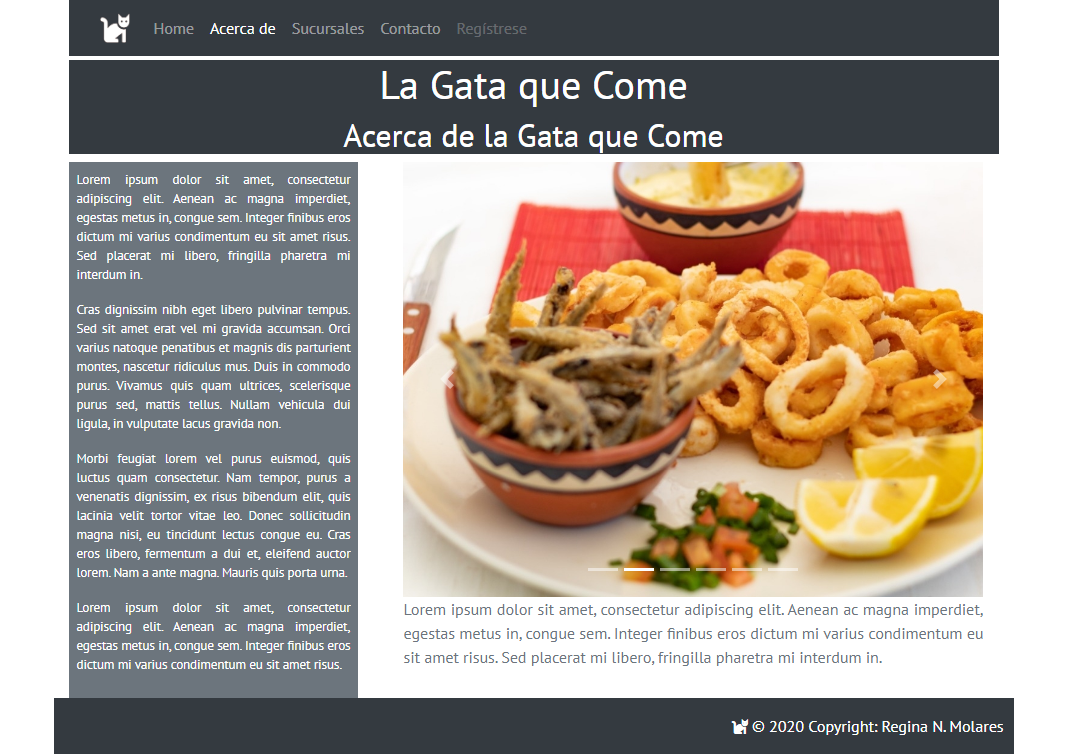 Home Acerca de Sucursales Contacto Regístrese
La Gata que Come
Acerca de la Gata que Come
Lorem ipsum dolor sit amet, consectetur
adipiscing elit. Aenean ac magna imperdiet,
egestas metus in, congue sem. Integer finibus eros
dictum mi varius condimentum eu sit amet risus.
Sed placerat mi libero, fringilla pharetra mi
interdum in.
Cras dignissim nibh eget libero pulvinar tempus.
Sed sit amet erat vel mi gravida accumsan. Orci
varius natoque penatibus et magnis dis parturient
montes, nascetur ridiculus mus. Duis in commodo
purus. Vivamus quis quam ultrices, scelerisque
purus sed, mattis tellus. Nullam vehicula dui
ligula, in vulputate lacus gravida non.
Morbi feugiat lorem vel purus euismod, quis
luctus quam consectetur. Nam tempor, purus a
venenatis dignissim, ex risus bibendum elit, quis
lacinia velit tortor vitae leo. Donec sollicitudin
magna nisi, eu tincidunt lectus congue eu. Cras
eros libero, fermentum a dui et, eleifend auctor
lorem. Nam a ante magna. Mauris quis porta urna.
Lorem ipsum dolor sit amet, consectetur
adipiscing elit. Aenean ac magna imperdiet,
egestas metus in, congue sem. Integer finibus eros
dictum mi varius condimentum eu sit amet risus.
Lorem ipsum dolor sit amet, consectetur adipiscing elit. Aenean ac magna imperdiet,
egestas metus in, congue sem. Integer finibus eros dictum mi varius condimentum eu
sit amet risus. Sed placerat mi libero, fringilla pharetra mi interdum in.
© 2020 Copyright: Regina N. Molares